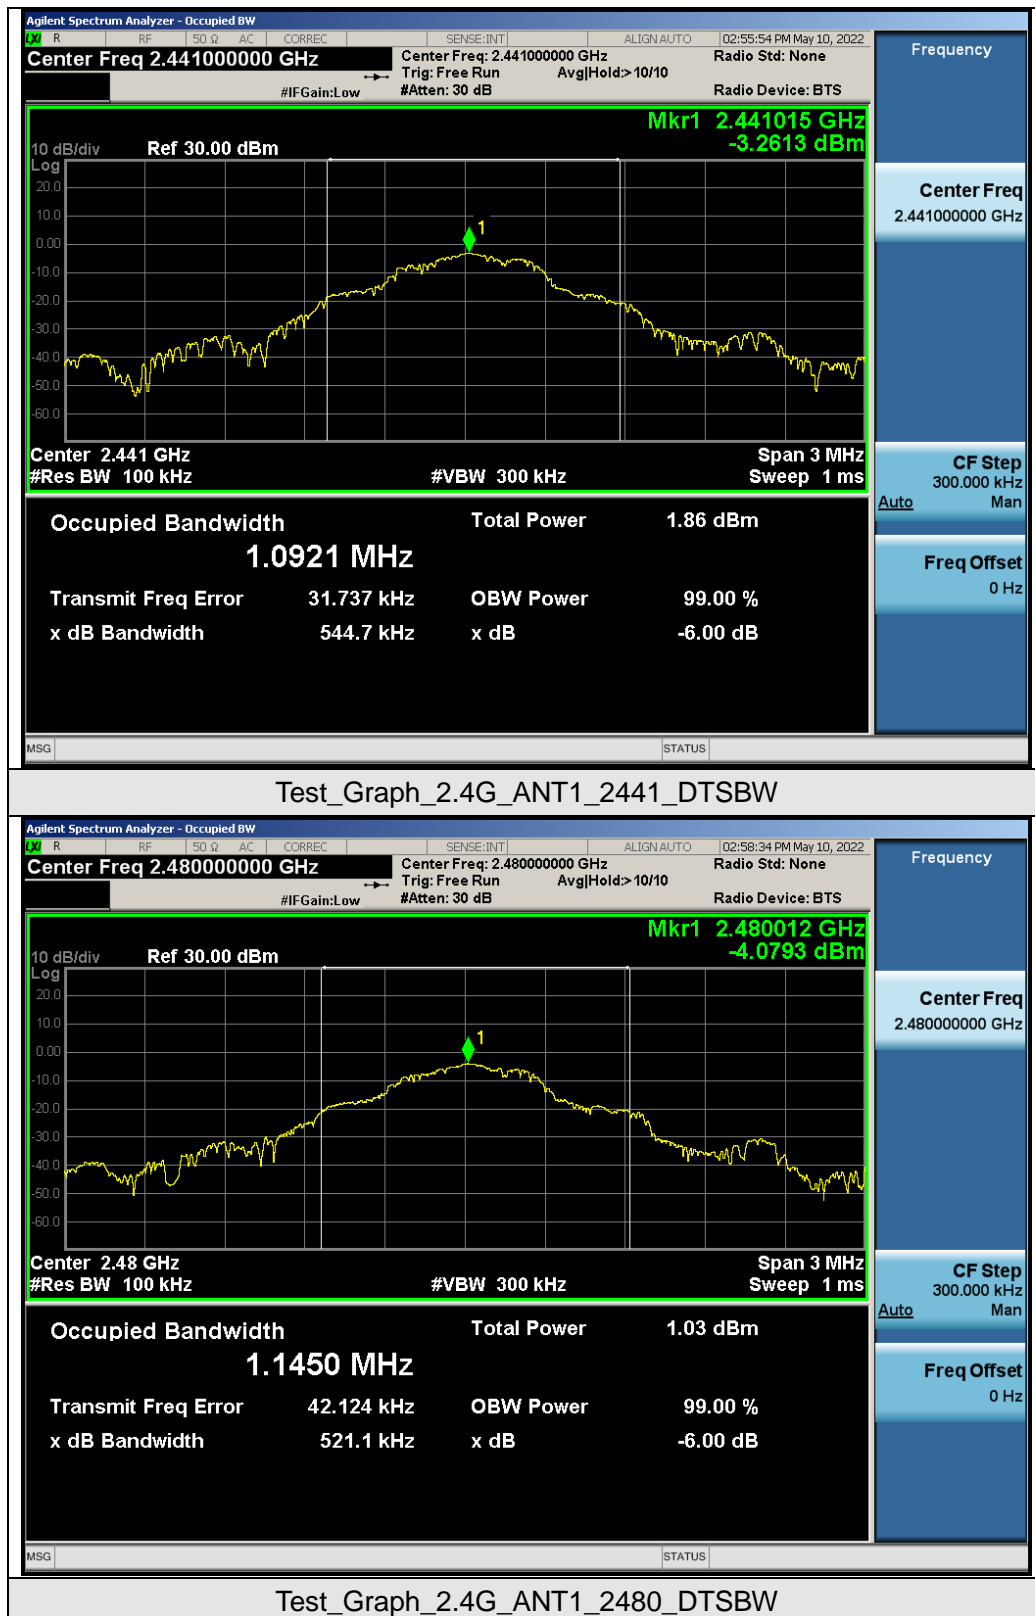 Agilent Spectrum Analyzer - Occupied BW
LXI R RF 50 Ω AC CORREC SENSE:INT ALIGN AUTO 02:55:54 PM May 10, 2022
Center Freq 2.441000000 GHz Center Freq: 2.441000000 GHz Radio Std: None Frequency
Trig: Free Run Avg|Hold:> 10/10
#IFGain:Low #Atten: 30 dB Radio Device: BTS
Mkr1 2.441015 GHz
-3.2613 dBm
10 dB/div Ref 30.00 dBm
Log
20.0
10.0
0.00
-10.0
-20.0
-30.0
-40.0
-50.0
-60.0
1
Center Freq
2.441000000 GHz
Center 2.441 GHz Span 3 MHz
#Res BW 100 kHz #VBW 300 kHz Sweep 1 ms
CF Step
300.000 kHz
Auto Man
Occupied Bandwidth Total Power 1.86 dBm
1.0921 MHz
Freq Offset
0 Hz
Transmit Freq Error 31.737 kHz OBW Power 99.00 %
x dB Bandwidth 544.7 kHz x dB -6.00 dB
MSG STATUS
Test_Graph_2.4G_ANT1_2441_DTSBW
Agilent Spectrum Analyzer - Occupied BW
LXI R RF 50 Ω AC CORREC SENSE:INT ALIGN AUTO 02:58:34 PM May 10, 2022
Center Freq 2.480000000 GHz Center Freq: 2.480000000 GHz Radio Std: None Frequency
Trig: Free Run Avg|Hold:> 10/10
#IFGain:Low #Atten: 30 dB Radio Device: BTS
Mkr1 2.480012 GHz
-4.0793 dBm
10 dB/div Ref 30.00 dBm
Log
20.0
10.0
0.00
-10.0
-20.0
-30.0
-40.0
-50.0
-60.0
1
Center Freq
2.480000000 GHz
Center 2.48 GHz Span 3 MHz
#Res BW 100 kHz #VBW 300 kHz Sweep 1 ms
CF Step
300.000 kHz
Auto Man
Occupied Bandwidth Total Power 1.03 dBm
1.1450 MHz
Freq Offset
0 Hz
Transmit Freq Error 42.124 kHz OBW Power 99.00 %
x dB Bandwidth 521.1 kHz x dB -6.00 dB
MSG STATUS
Test_Graph_2.4G_ANT1_2480_DTSBW